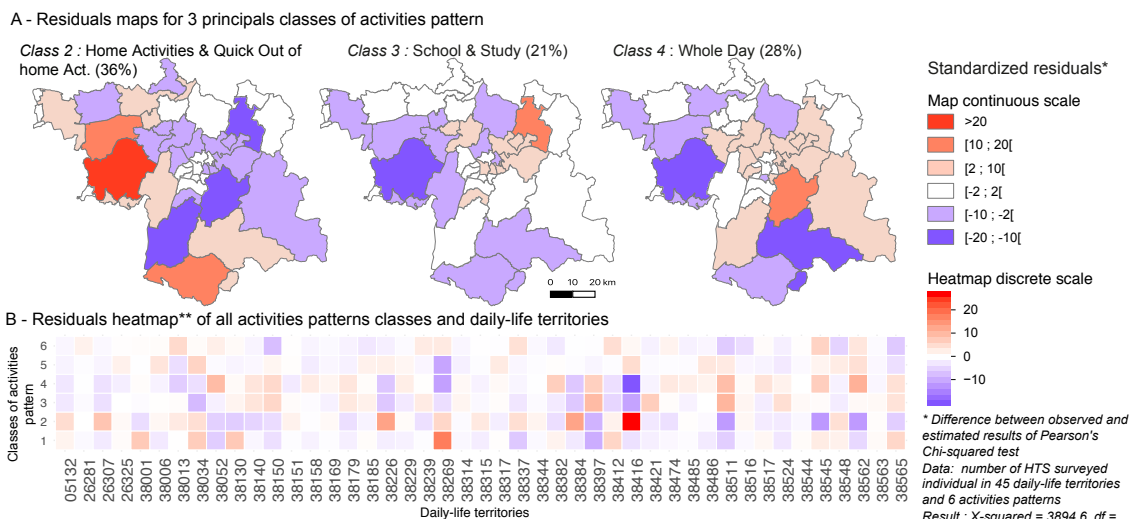 A - Residuals maps for 3 principals classes of activities pattern
Class 2 : Home Activities & Quick Out of
home Act. (36%)
Class 3 : School & Study (21%)
Class 4 : Whole Day (28%)
Standardized residuals*
Map continuous scale
>20
[10 ; 20[
[2 ; 10[
[-2 ; 2[
[-10 ; -2[
[-20 ; -10[
0 10 20 km
Heatmap discrete scale
20
10
0
−10
B - Residuals heatmap** of all activities patterns classes and daily-life territories
Classes of activities
pattern
6
5
4
3
2
1
05132
26281
26307
26325
38001
38006
38013
38034
38052
38130
38140
38150
38151
38158
38169
38179
38185
38226
38229
38239
38269
38314
38315
38317
38337
38344
38382
38384
38397
38412
38416
38421
38474
38485
38486
38511
38516
38517
38524
38544
38545
38548
38562
38563
38565
Daily-life territories
* Difference between observed and
estimated results of Pearson's
Chi-squared test
Data: number of HTS surveyed
individual in 45 daily-life territories
and 6 activities patterns
Result : X-squared = 3894.6, df =